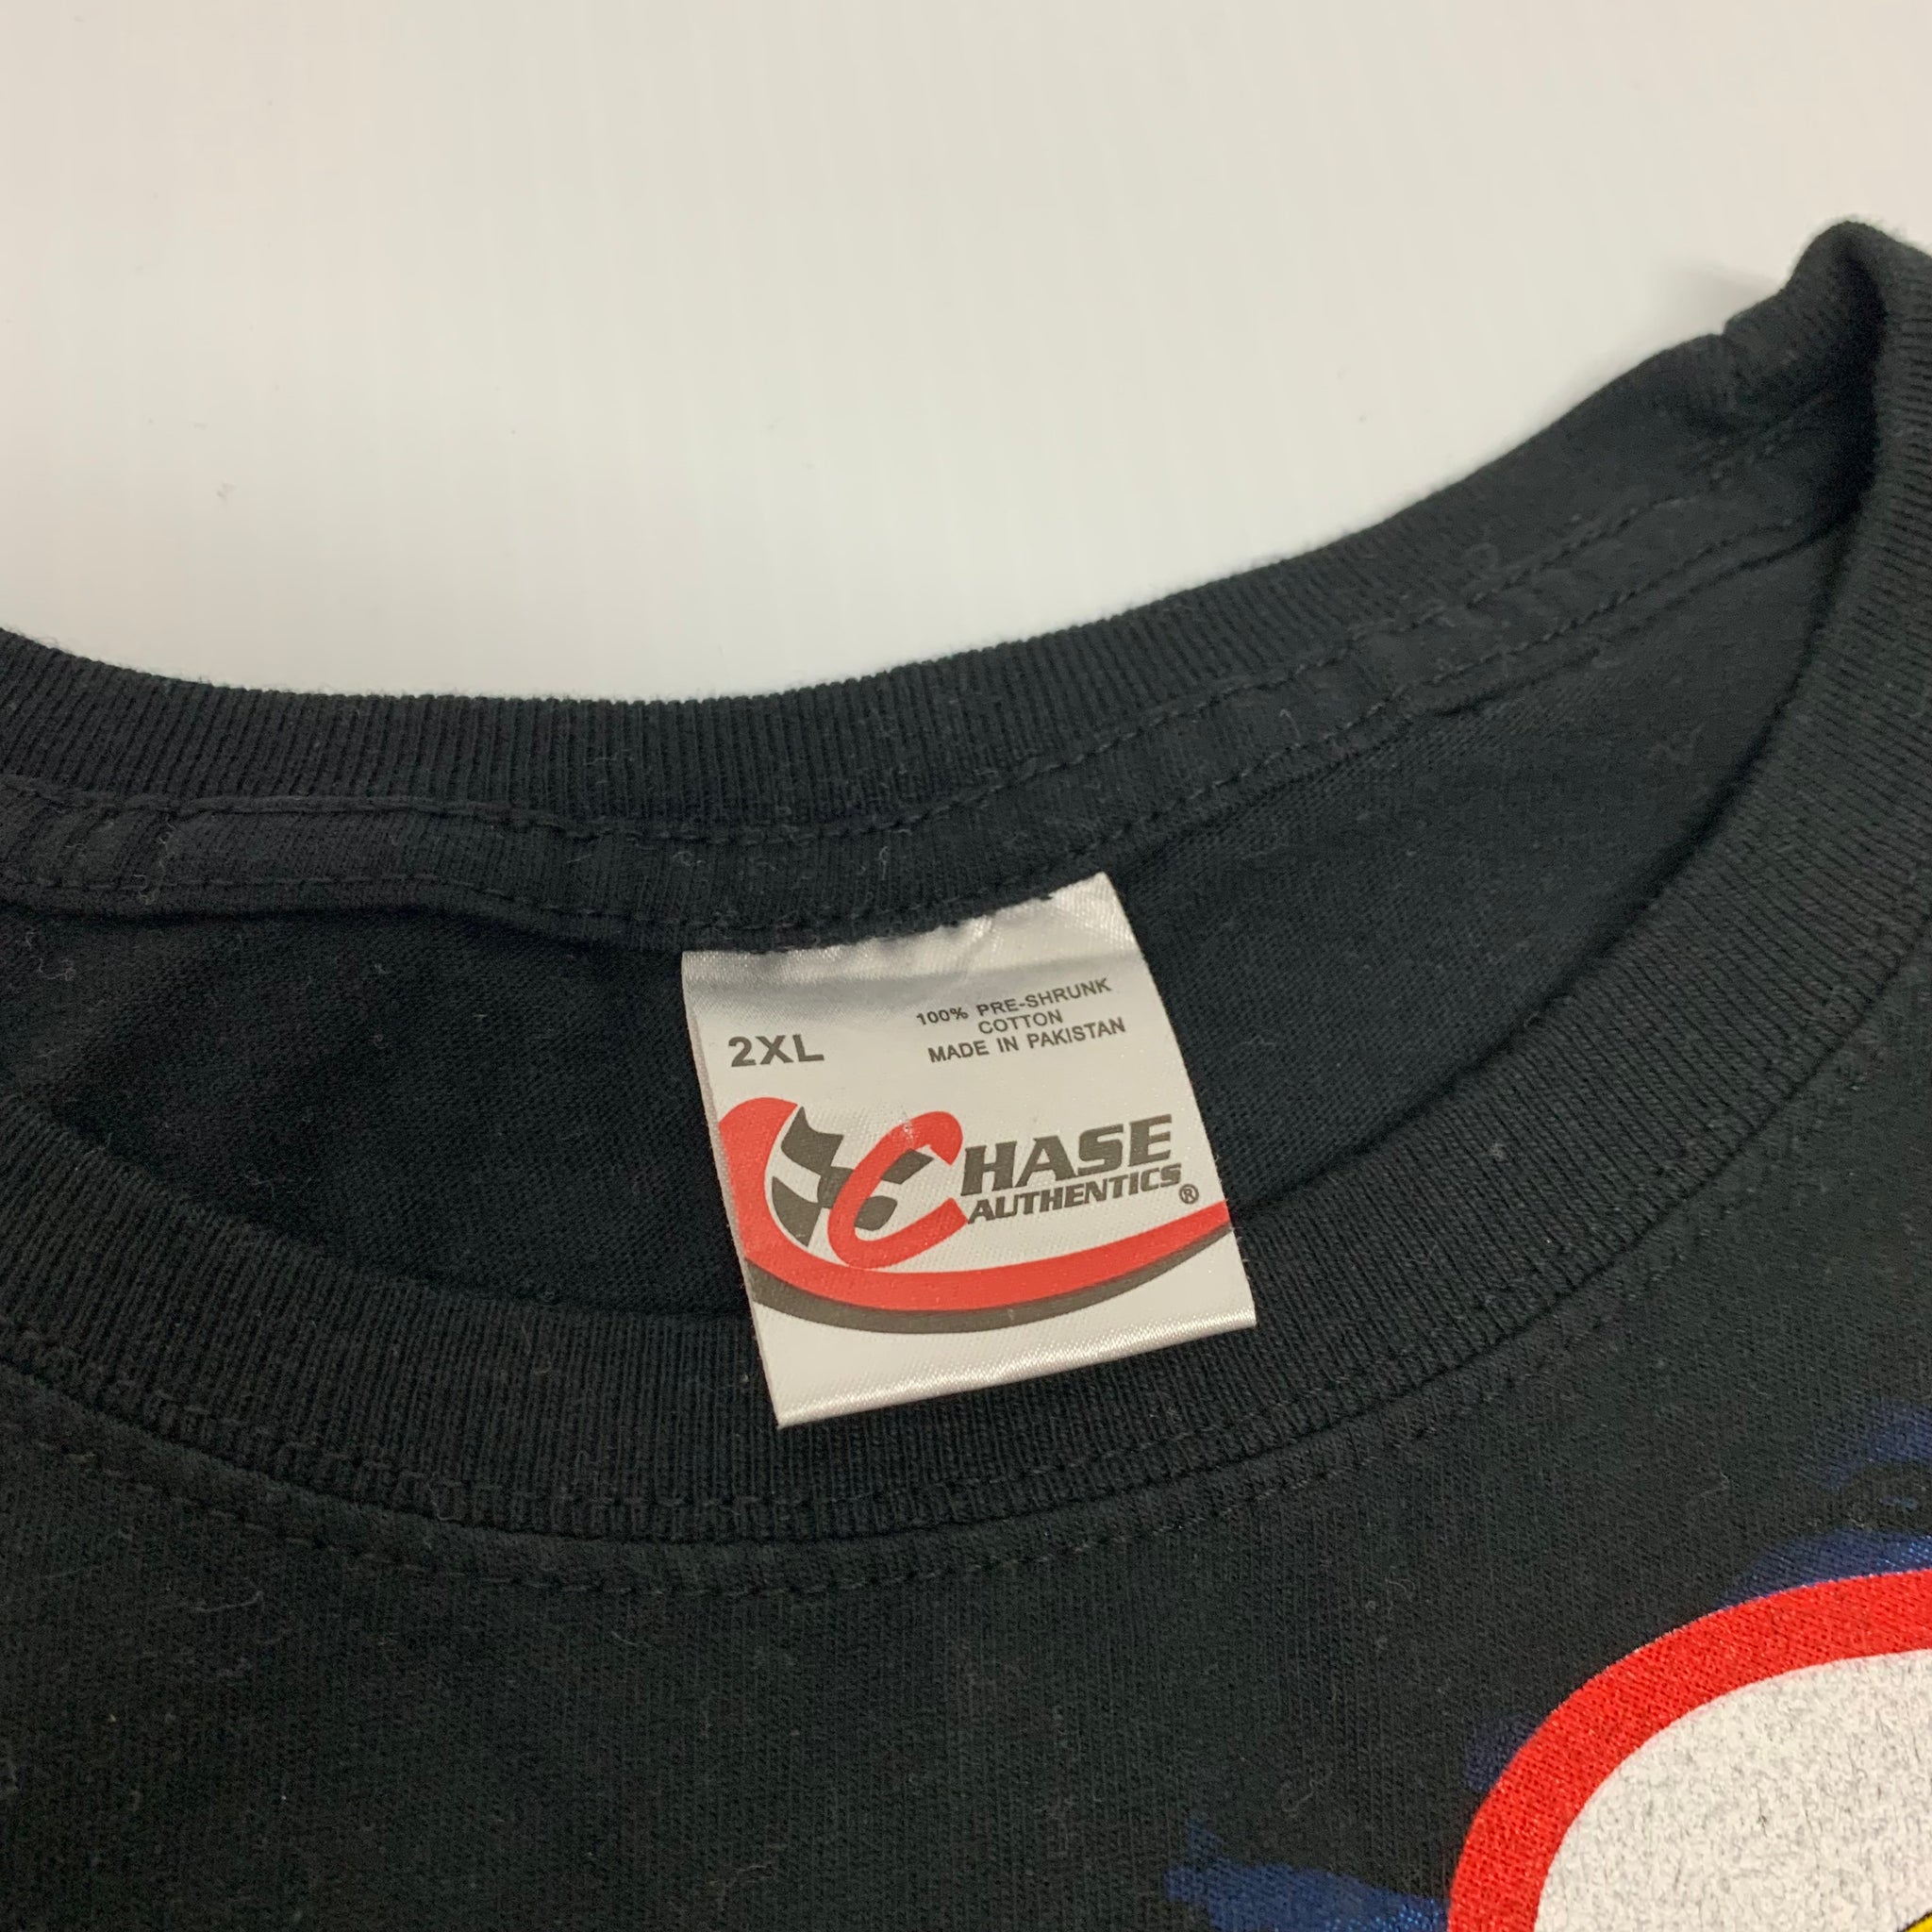 2XL
100% PRE-SHRUNK
COTTON
MADE IN PAKISTAN
CHASE
AUTHENTICS®